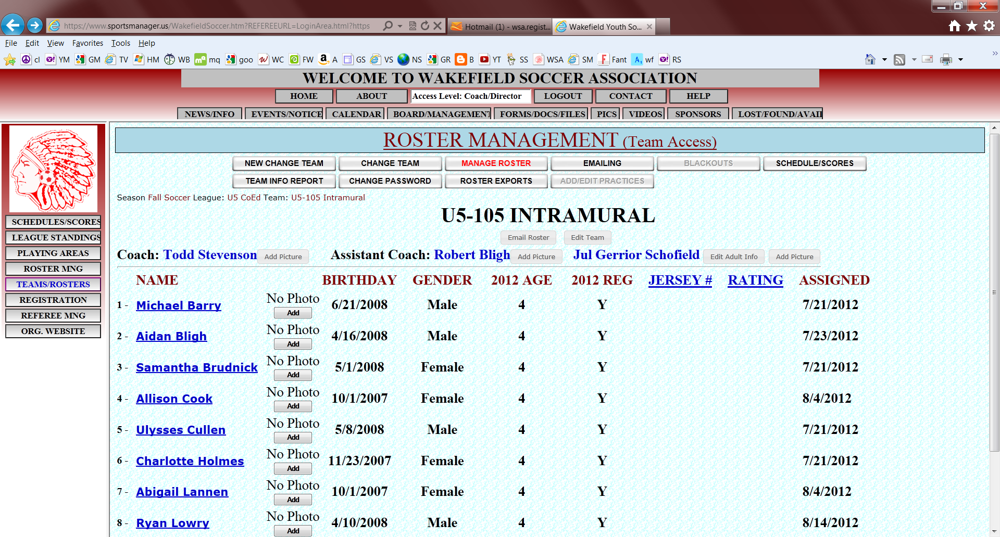 https://www.sportsmanager.us/WakefieldSoccer.htm?REFEREEURL=LoginArea.html?https
Hotmail (1) - wsa.regist...
Wakefield Youth So...
File Edit View Favorites Tools Help
cl YM GM TV HM WB mq goo WC FW A GS VS NS GR B YT SS WSA SM Fant wf RS
WELCOME TO WAKEFIELD SOCCER ASSOCIATION
HOME ABOUT Access Level: Coach/Director LOGOUT CONTACT HELP
NEWS/INFO EVENTS/NOTICE CALENDAR BOARD/MANAGEMENT FORMS/DOCS/FILES PICS VIDEOS SPONSORS LOST/FOUND/AVAI
SCHEDULES/SCORES
LEAGUE STANDINGS
PLAYING AREAS
ROSTER MNG
TEAMS/ROSTERS
REGISTRATION
REFEREE MNG
ORG. WEBSITE
ROSTER MANAGEMENT (Team Access)
NEW CHANGE TEAM CHANGE TEAM MANAGE ROSTER EMAILING BLACKOUTS SCHEDULE/SCORES
TEAM INFO REPORT CHANGE PASSWORD ROSTER EXPORTS ADD/EDIT PRACTICES
Season Fall Soccer League: U5 CoEd Team: U5-105 Intramural
U5-105 INTRAMURAL
Email Roster Edit Team
Coach: Todd Stevenson Add Picture Assistant Coach: Robert Bligh Add Picture Jul Gerrior Schofield Edit Adult Info Add Picture
NAME BIRTHDAY GENDER 2012 AGE 2012 REG JERSEY # RATING ASSIGNED
1 - Michael Barry No Photo Add 6/21/2008 Male 4 Y 7/21/2012
2 - Aidan Bligh No Photo Add 4/16/2008 Male 4 Y 7/23/2012
3 - Samantha Brudnick No Photo Add 5/1/2008 Female 4 Y 7/21/2012
4 - Allison Cook No Photo Add 10/1/2007 Female 4 Y 8/4/2012
5 - Ulysses Cullen No Photo Add 5/8/2008 Male 4 Y 7/21/2012
6 - Charlotte Holmes No Photo Add 11/23/2007 Female 4 Y 7/21/2012
7 - Abigail Lannen No Photo Add 10/1/2007 Female 4 Y 8/4/2012
8 - Ryan Lowry No Photo Add 4/10/2008 Male 4 Y 8/14/2012